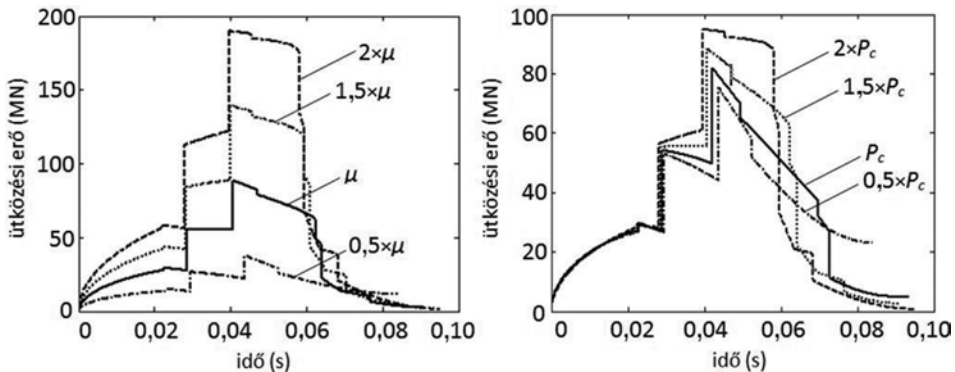 200
150
100
50
0
ütközési erő (MN)
0
0,02
0,04
0,06
0,08
0,10
idő (s)
2×μ
1,5×μ
μ
0,5×μ
100
80
60
40
20
0
ütközési erő (MN)
0
0,02
0,04
0,06
0,08
0,10
idő (s)
2×Pc
1,5×Pc
Pc
0,5×Pc